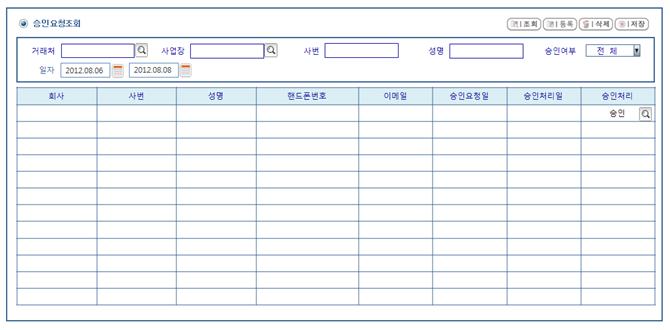 승인요청조회 조회 등록 삭제 저장
거래처 사업장 사번 성명 승인여부 전 체
일자 2012.08.06 2012.08.08
회사 사번 성명 핸드폰번호 이메일 승인요청일 승인처리일 승인처리
승인